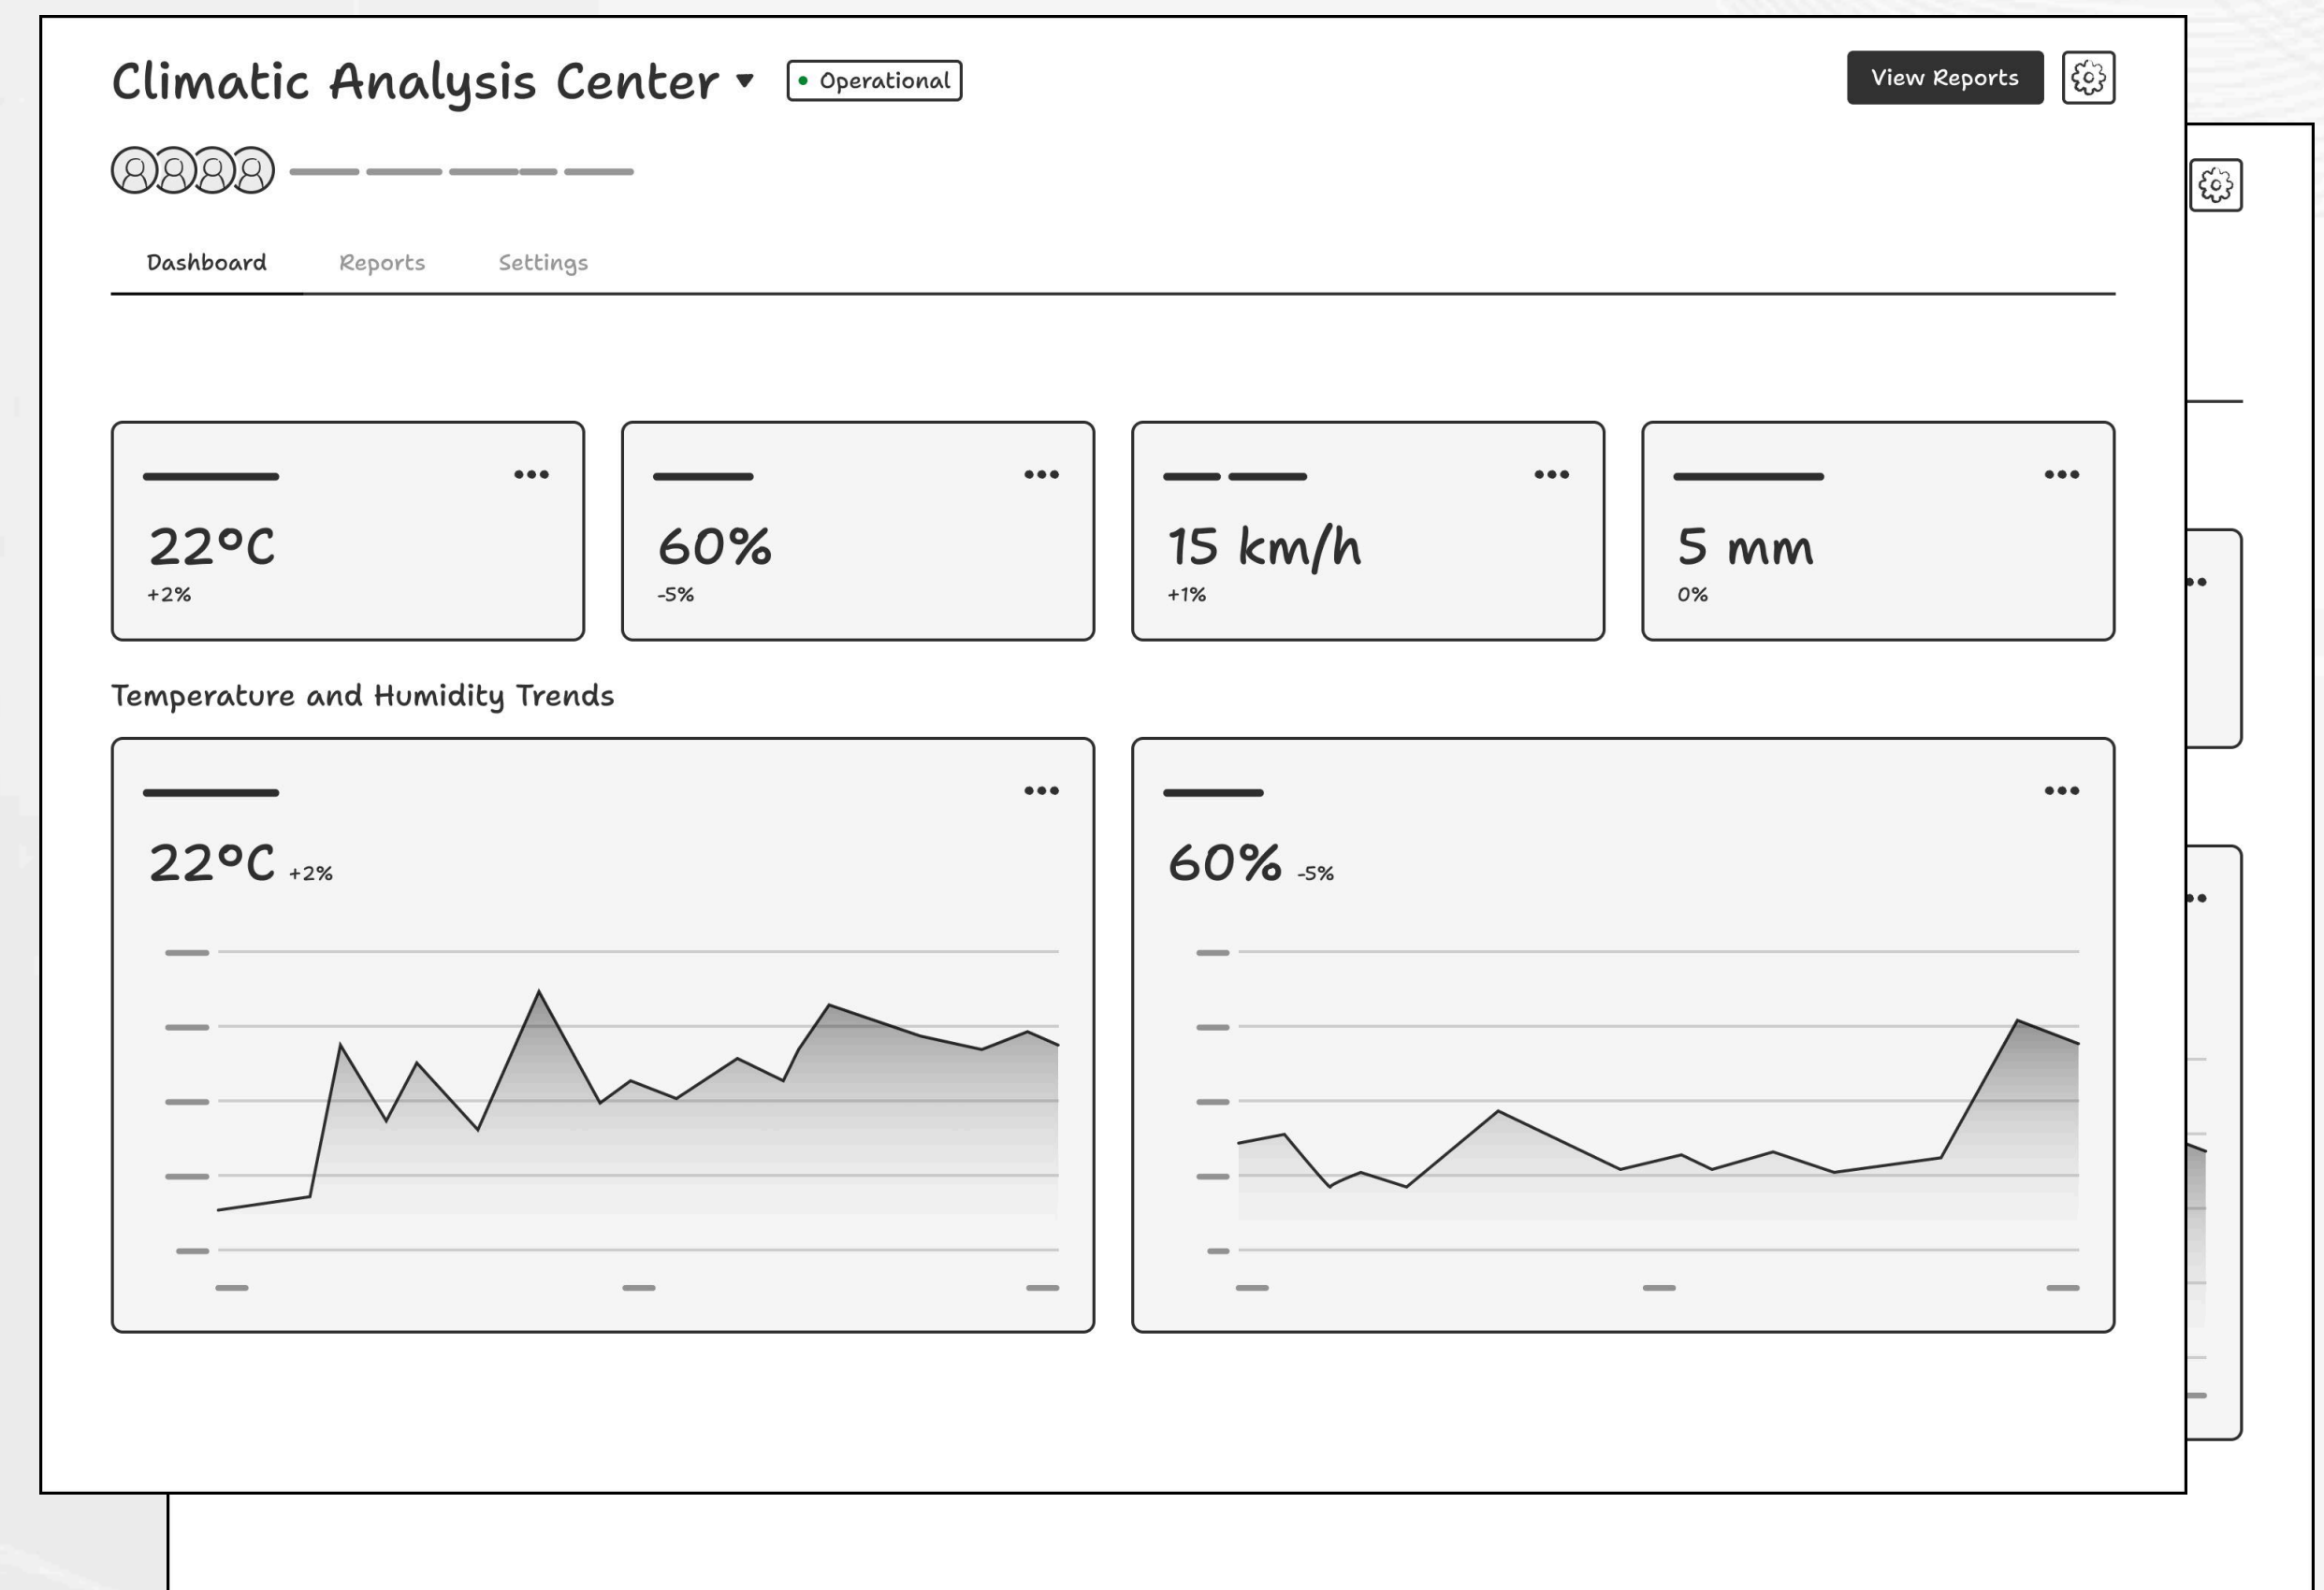 Climatic Analysis Center
Operational
View Reports
Dashboard
Reports
Settings
22°C
+2%
60%
-5%
15 km/h
+1%
5 mm
0%
Temperature and Humidity Trends
22°C +2%
60% -5%